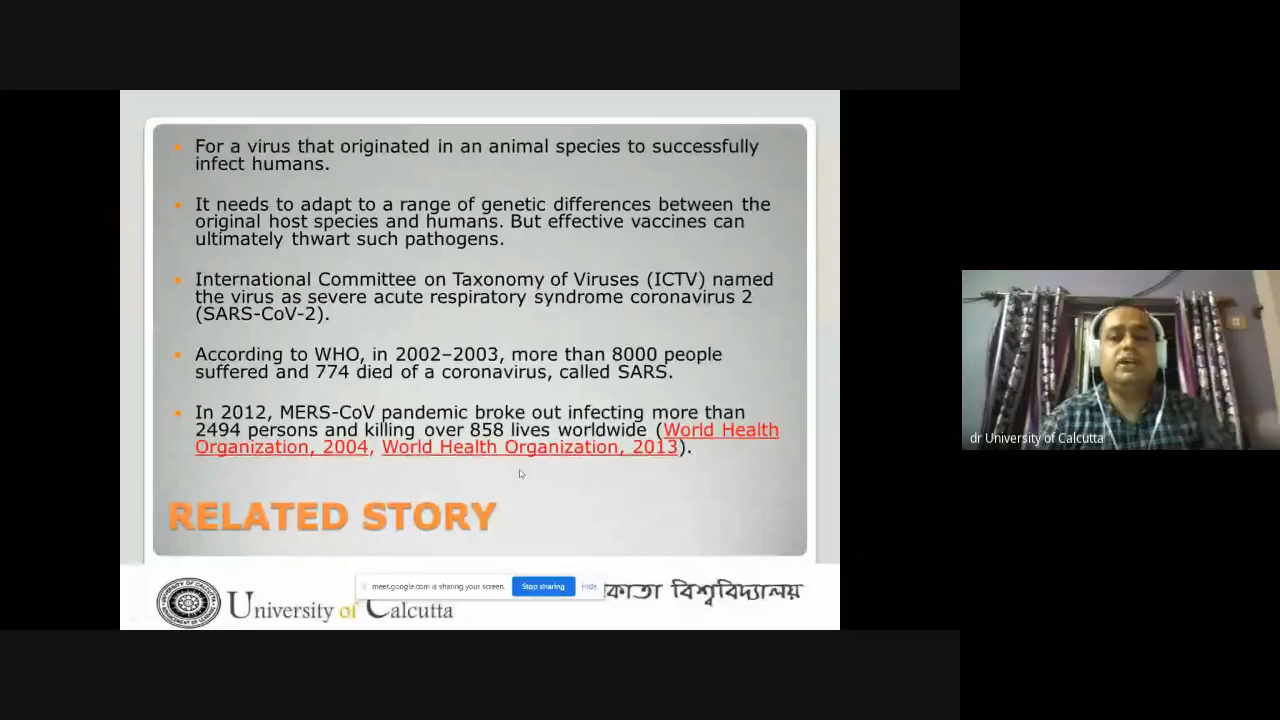 For a virus that originated in an animal species to successfully
infect humans.
It needs to adapt to a range of genetic differences between the
original host species and humans. But effective vaccines can
ultimately thwart such pathogens.
International Committee on Taxonomy of Viruses (ICTV) named
the virus as severe acute respiratory syndrome coronavirus 2
(SARS-CoV-2).
According to WHO, in 2002–2003, more than 8000 people
suffered and 774 died of a coronavirus, called SARS.
In 2012, MERS-CoV pandemic broke out infecting more than
2494 persons and killing over 858 lives worldwide (World Health
Organization, 2004, World Health Organization, 2013).
RELATED STORY
meet.google.com is sharing your screen. Stop sharing Hide
University of Calcutta
কাতা বিশ্ববিদ্যালয়
dr University of Calcutta